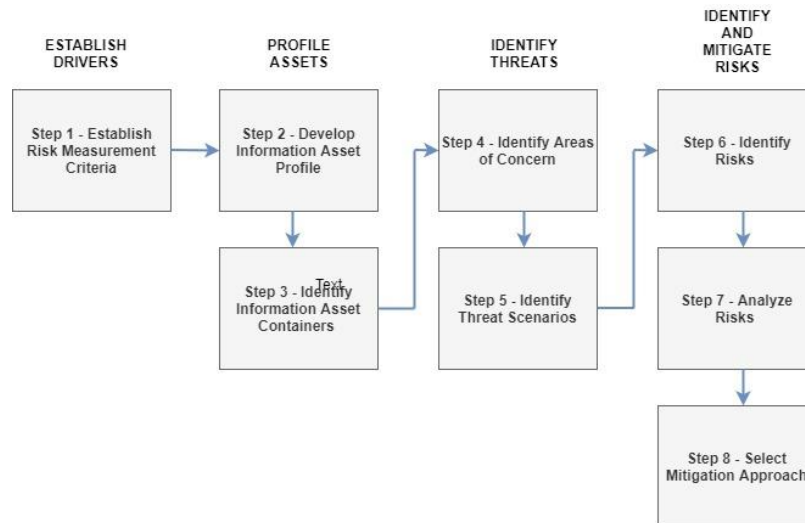 ESTABLISH
DRIVERS
PROFILE
ASSETS
IDENTIFY
THREATS
IDENTIFY
AND
MITIGATE
RISKS
Step 1 - Establish
Risk Measurement
Criteria
Step 2 - Develop
Information Asset
Profile
Text
Step 3 - Identify
Information Asset
Containers
Step 4 - Identify Areas
of Concern
Step 5 - Identify
Threat Scenarios
Step 6 - Identify
Risks
Step 7 - Analyze
Risks
Step 8 - Select
Mitigation Approach